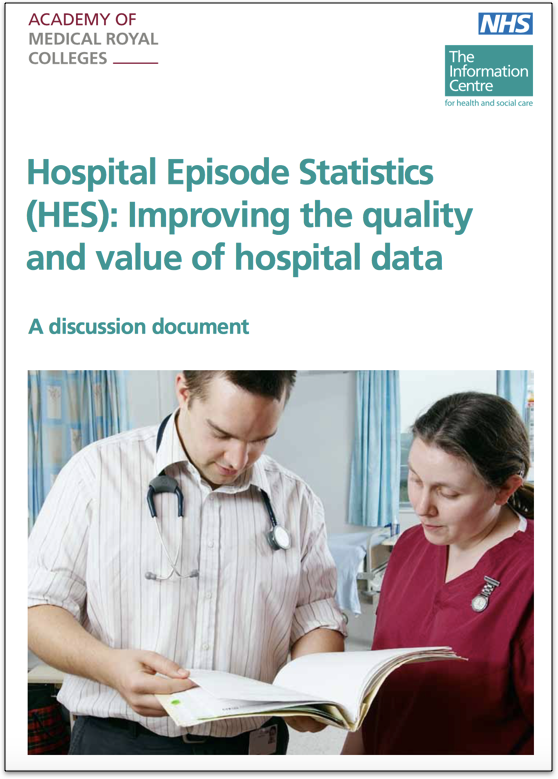 ACADEMY OF
MEDICAL ROYAL
COLLEGES
NHS
The
Information
Centre
for health and social care
Hospital Episode Statistics
(HES): Improving the quality
and value of hospital data
A discussion document